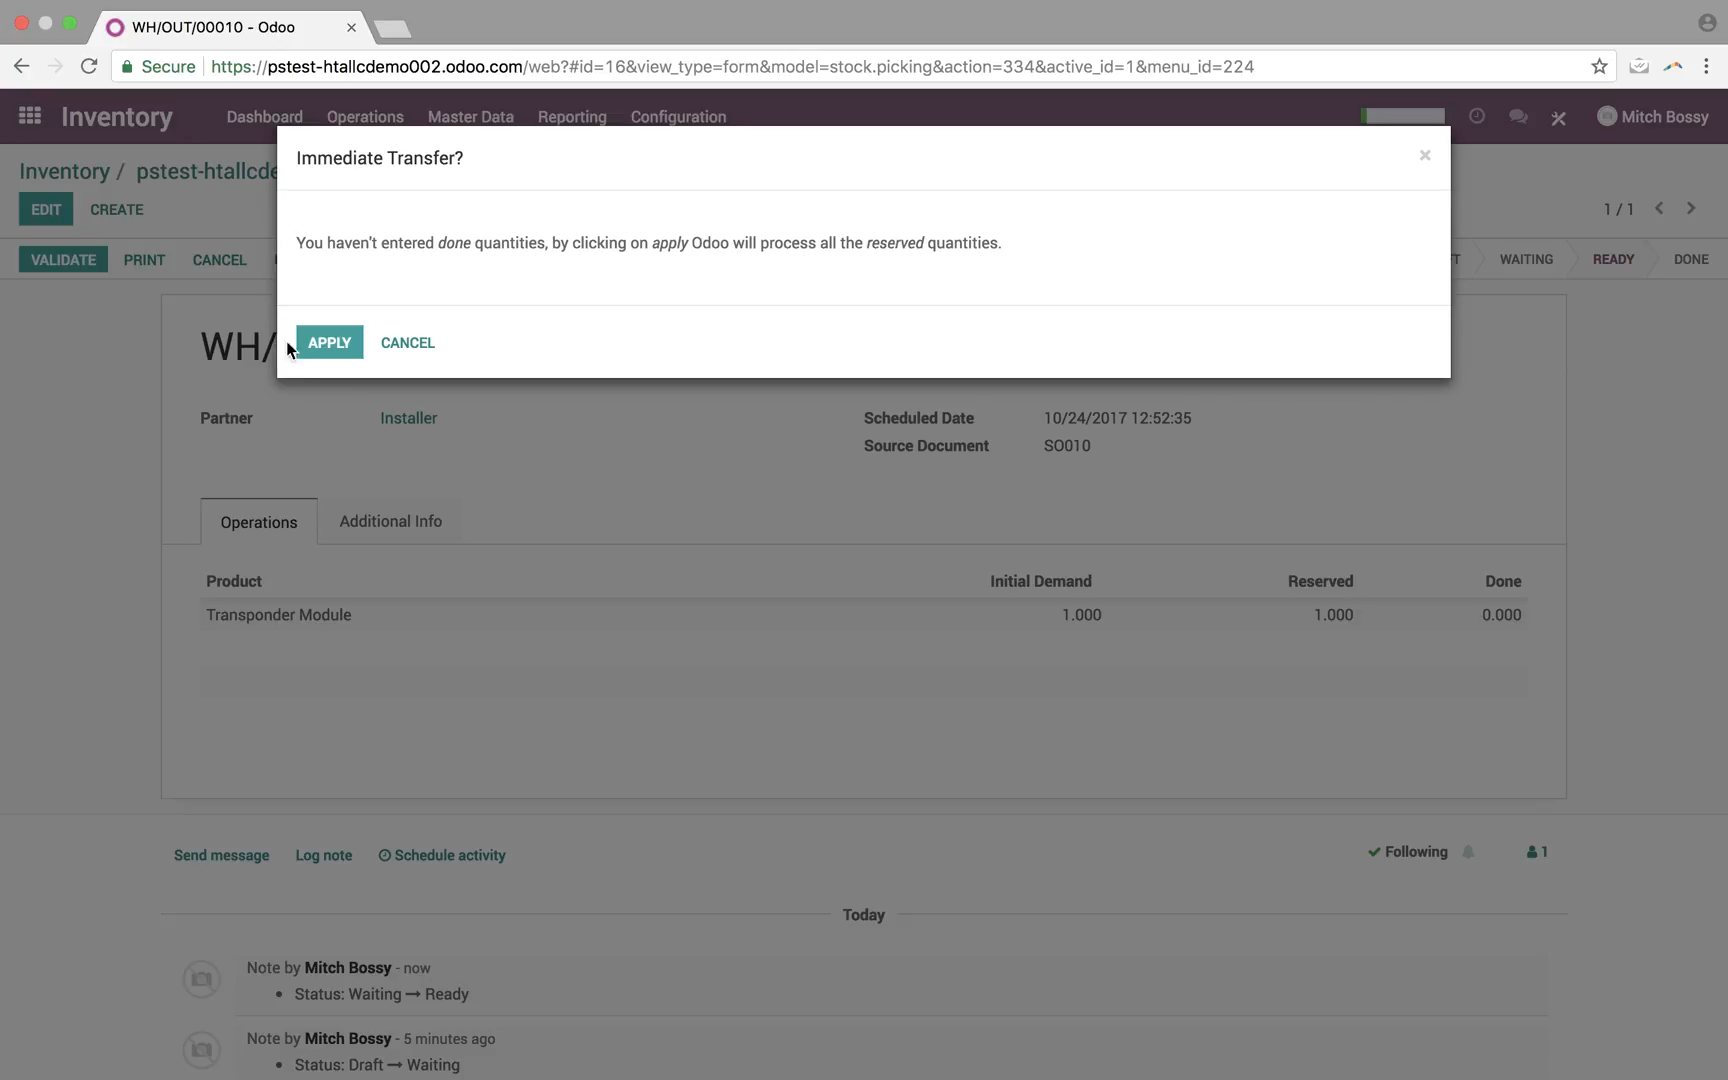 WH/OUT/00010 - Odoo
Secure https://pstest-htallcdemo002.odoo.com/web?#id=16&view_type=form&model=stock.picking&action=334&active_id=1&menu_id=224
Inventory Dashboard Operations Master Data Reporting Configuration Mitch Bossy
Inventory / pstest-htallcde
EDIT CREATE 1 / 1
VALIDATE PRINT CANCEL WAITING READY DONE
Immediate Transfer?
You haven't entered done quantities, by clicking on apply Odoo will process all the reserved quantities.
APPLY CANCEL
WH/
Partner Installer Scheduled Date 10/24/2017 12:52:35
Source Document SO010
Operations Additional Info
Product Initial Demand Reserved Done
Transponder Module 1.000 1.000 0.000
Send message Log note Schedule activity Following 1
Today
Note by Mitch Bossy - now
• Status: Waiting → Ready
Note by Mitch Bossy - 5 minutes ago
• Status: Draft → Waiting